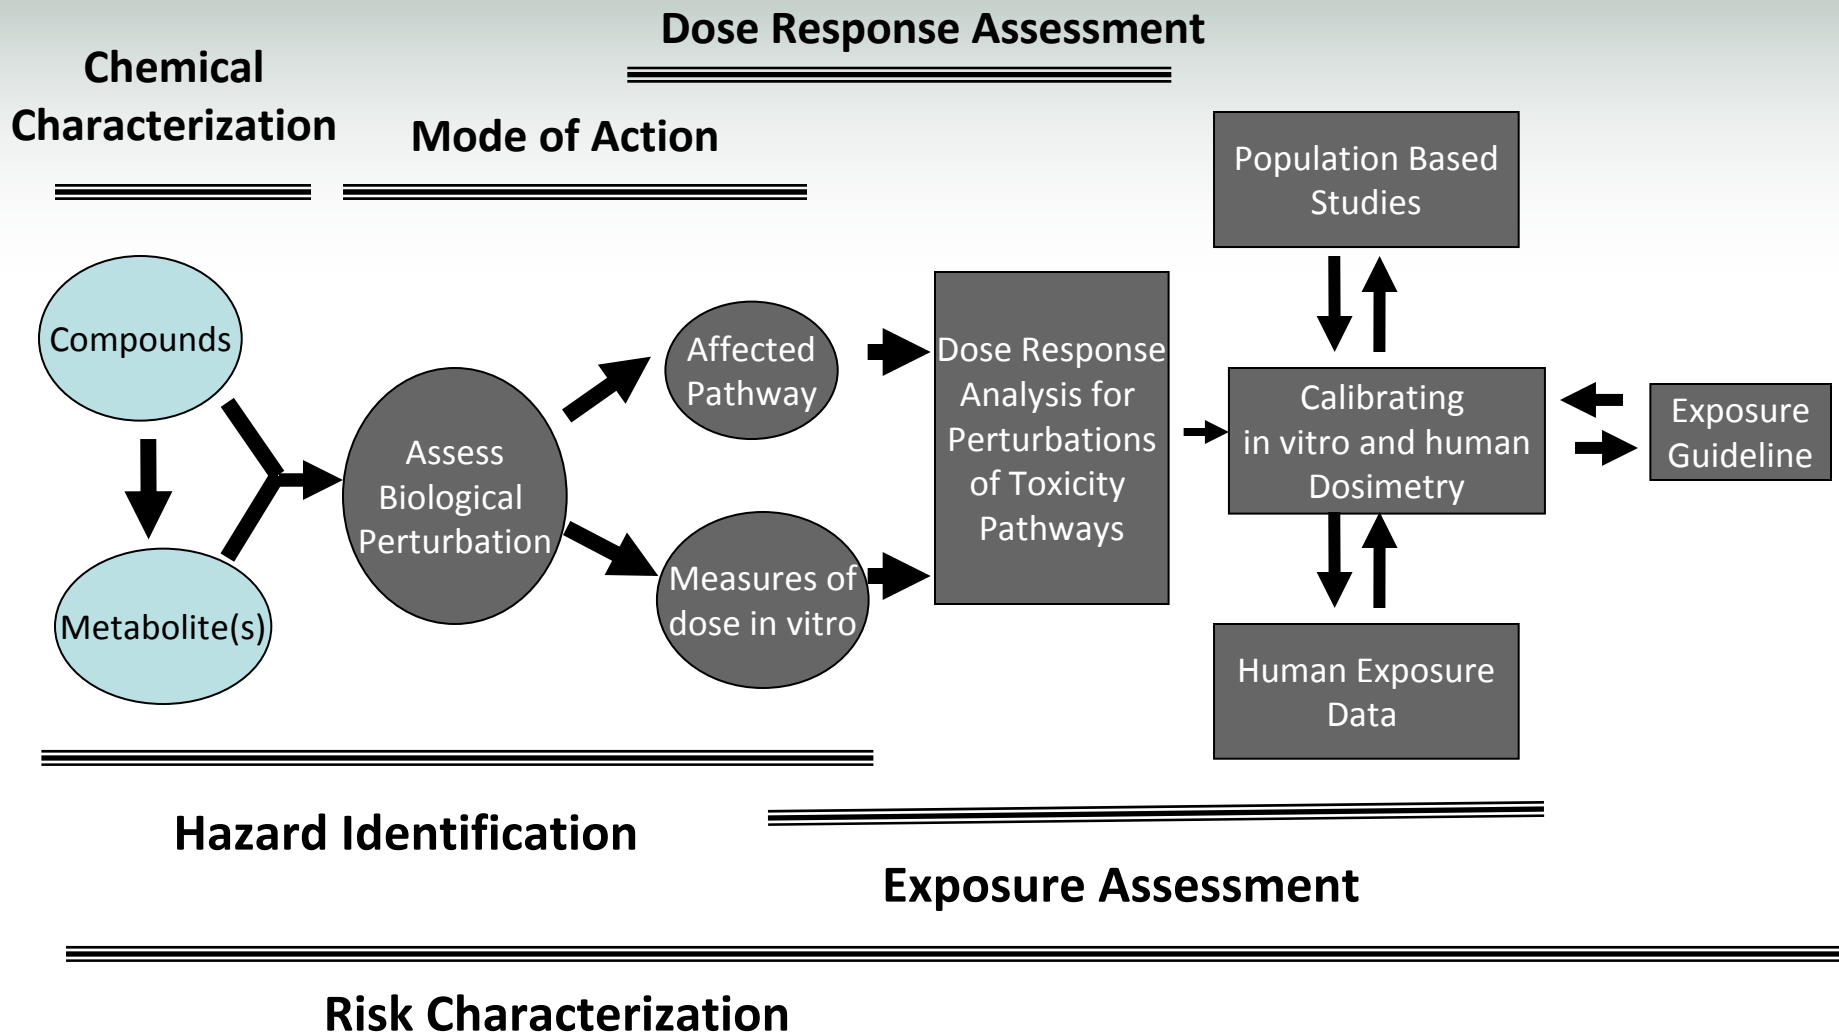 Dose Response Assessment
Chemical
Characterization
Mode of Action
Population Based
Studies
Compounds
Affected
Pathway
Dose Response
Analysis for
Perturbations
of Toxicity
Pathways
Calibrating
in vitro and human
Dosimetry
Exposure
Guideline
Assess
Biological
Perturbation
Metabolite(s)
Measures of
dose in vitro
Human Exposure
Data
Hazard Identification
Exposure Assessment
Risk Characterization